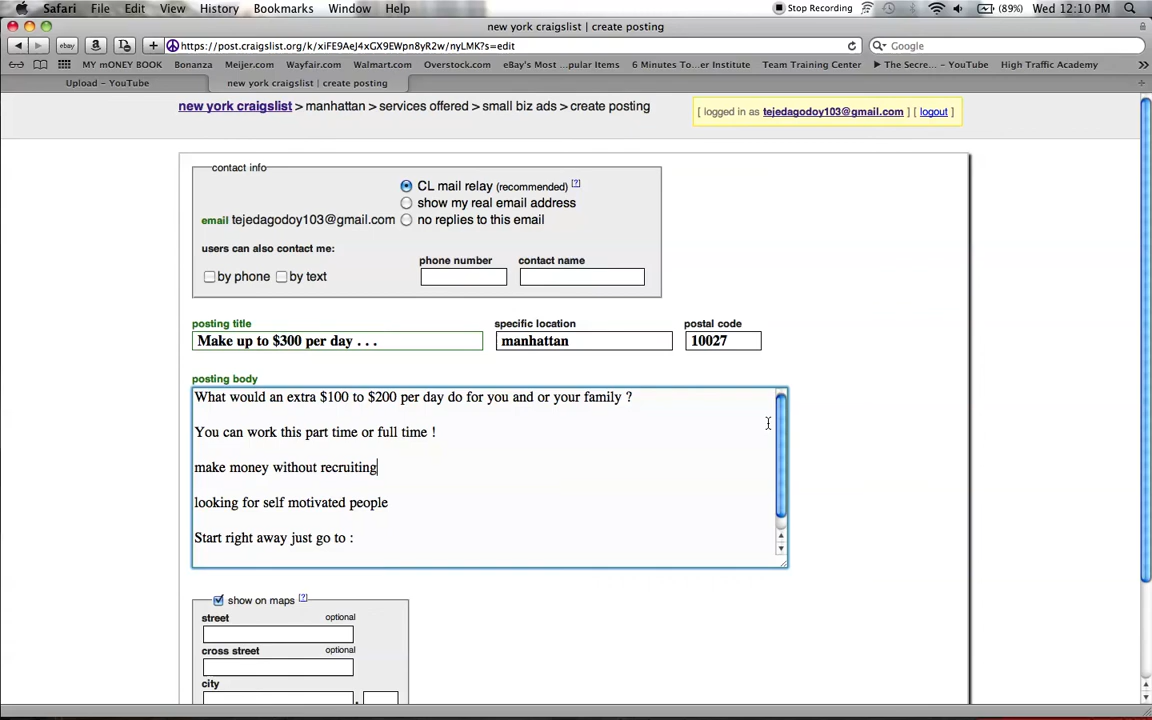 Safari File Edit View History Bookmarks Window Help Stop Recording (89%) Wed 12:10 PM
new york craigslist | create posting
ebay a https://post.craigslist.org/k/xiFE9AeJ4xGX9EWpn8yR2w/nyLMK?s=edit Google
MY mONEY BOOK Bonanza Meijer.com Wayfair.com Walmart.com Overstock.com eBay's Most ...pular Items 6 Minutes To...er Institute Team Training Center ▶ The Secre... – YouTube High Traffic Academy
Upload – YouTube new york craigslist | create posting
new york craigslist > manhattan > services offered > small biz ads > create posting [ logged in as tejedagodoy103@gmail.com ] [ logout ]
contact info
CL mail relay (recommended) [?]
show my real email address
email tejedagodoy103@gmail.com no replies to this email
users can also contact me:
phone number contact name
by phone by text
posting title specific location postal code
Make up to $300 per day . . . manhattan 10027
posting body
What would an extra $100 to $200 per day do for you and or your family ?
You can work this part time or full time !
make money without recruiting
looking for self motivated people
Start right away just go to :
show on maps [?]
street optional
cross street optional
city